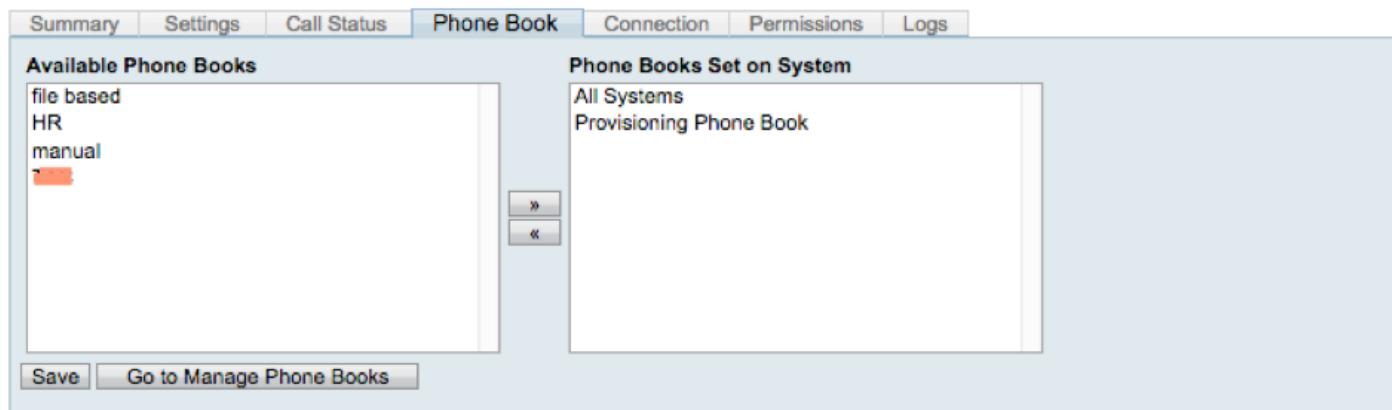 Summary Settings Call Status Phone Book Connection Permissions Logs
Available Phone Books
file based
HR
manual
Phone Books Set on System
All Systems
Provisioning Phone Book
»
«
Save Go to Manage Phone Books